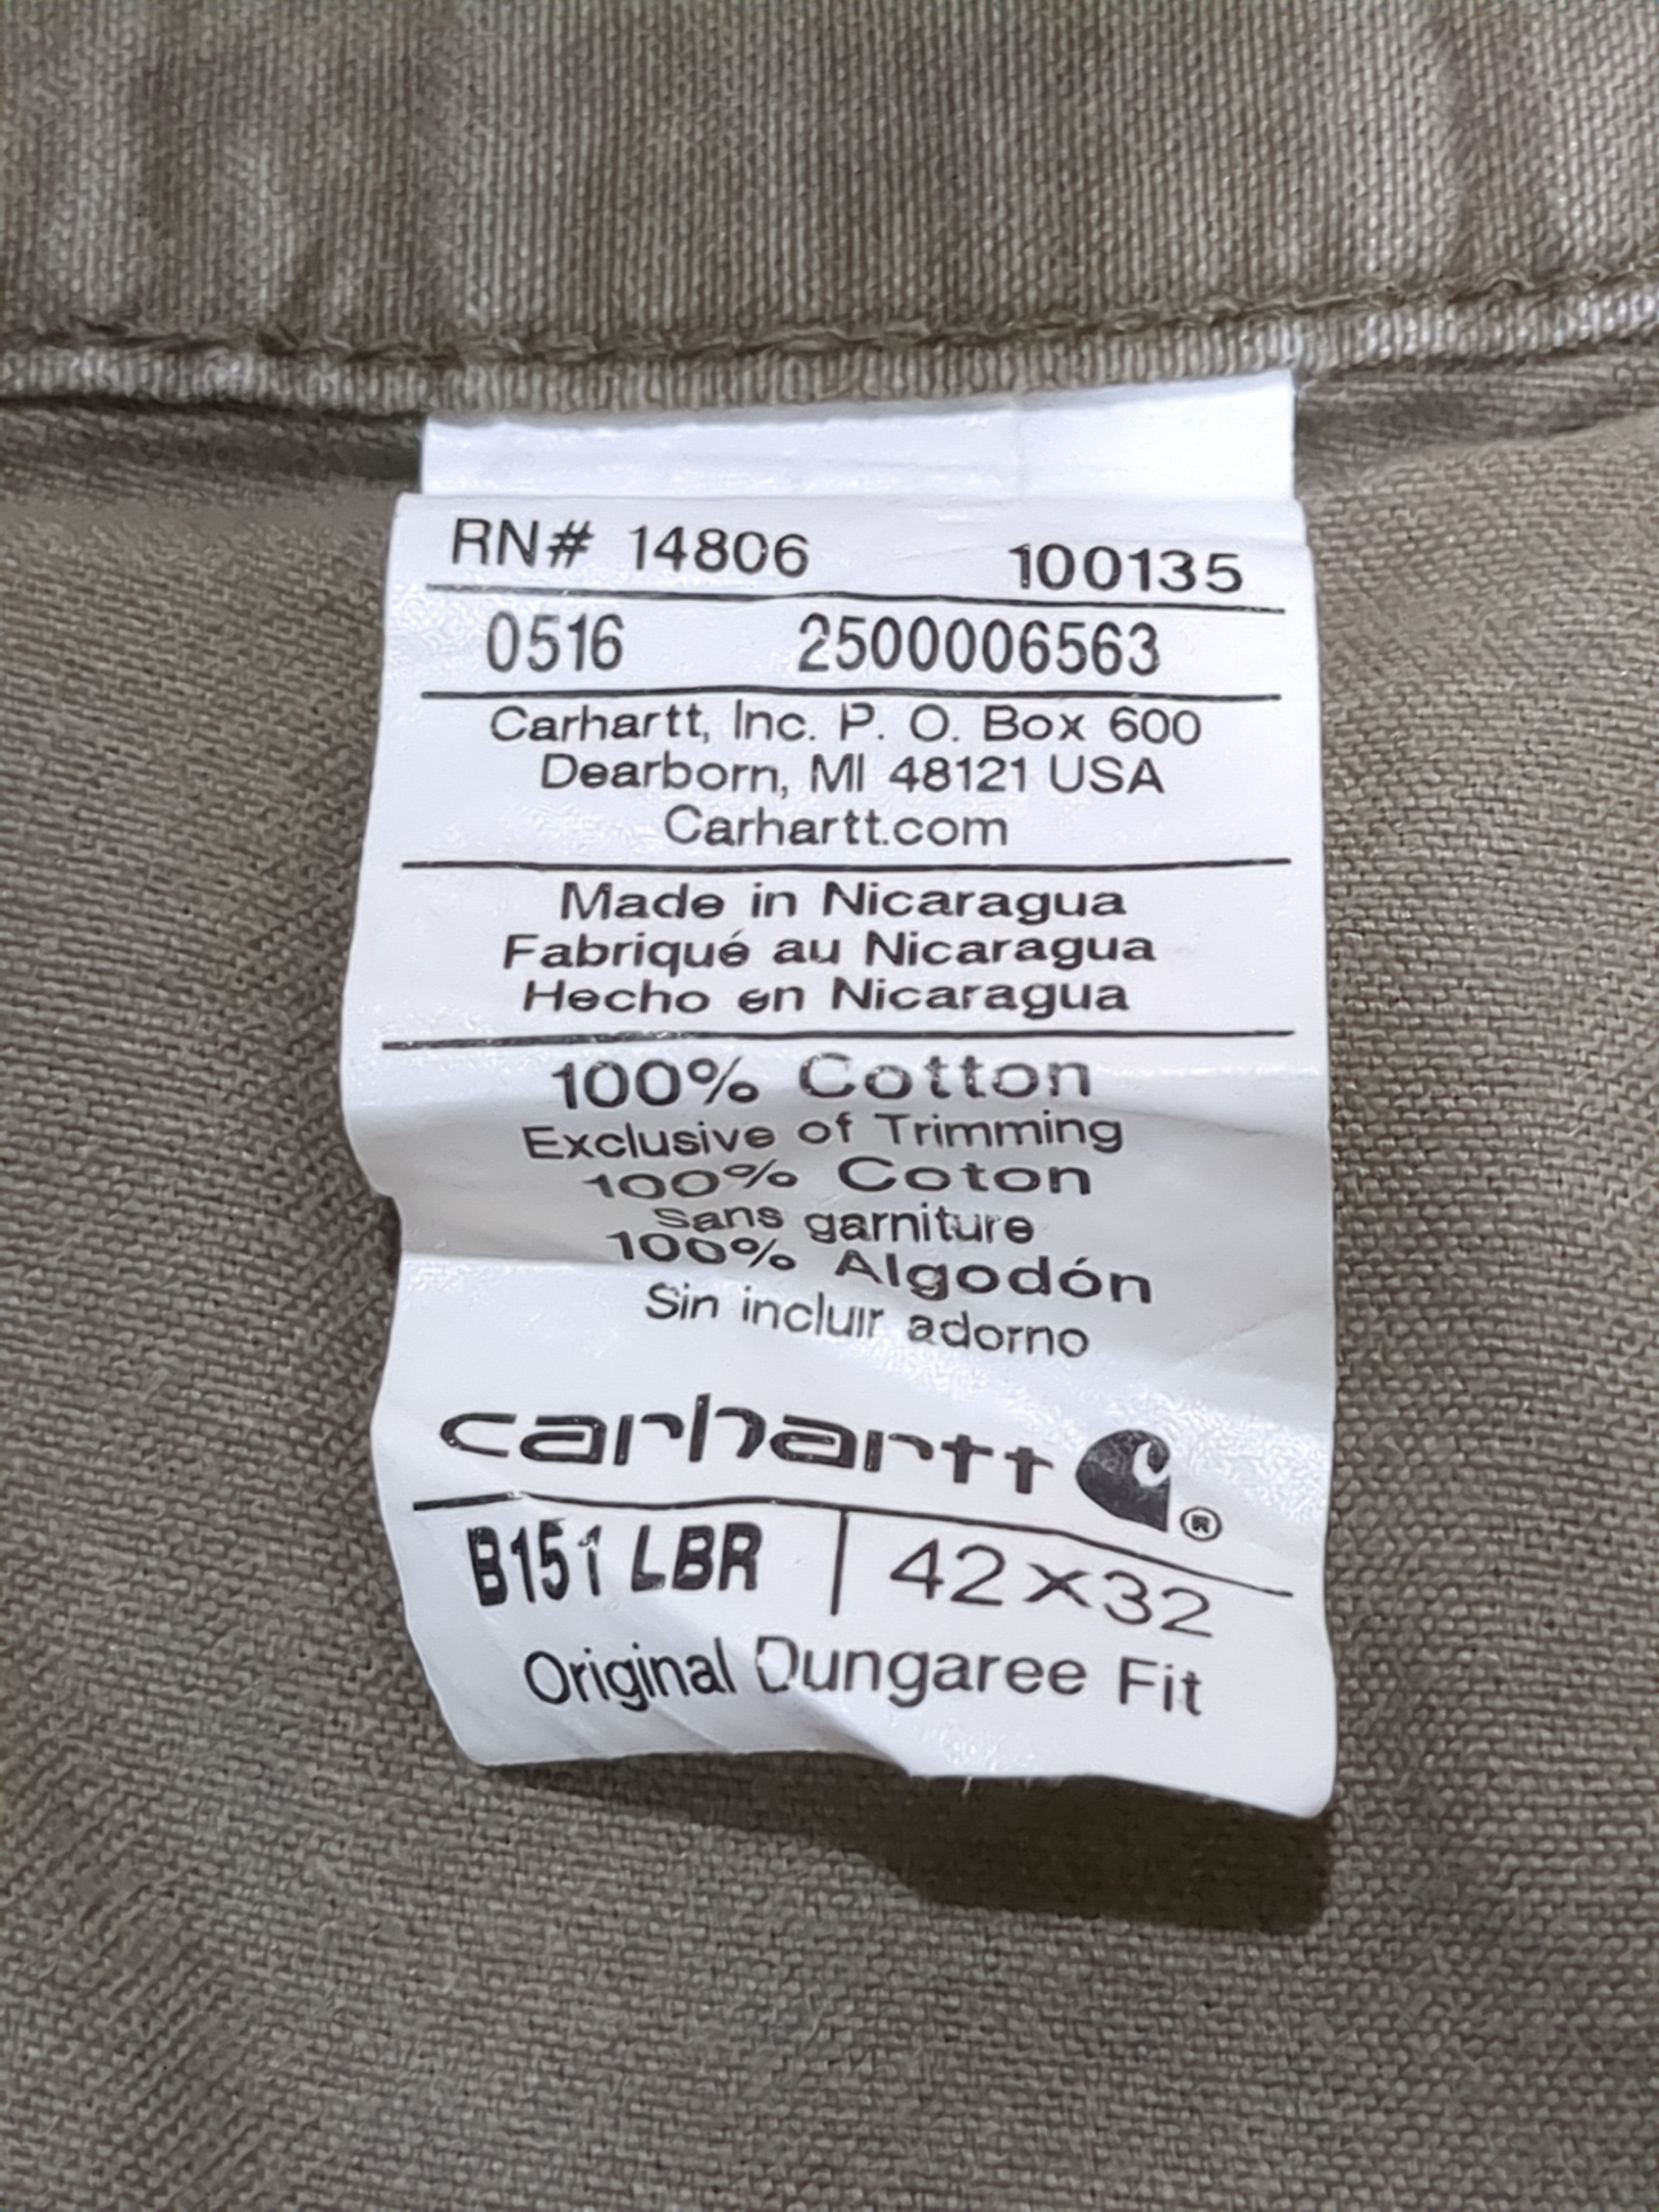 RN# 14806 100135
0516 2500006563
Carhartt, Inc. P. O. Box 600
Dearborn, MI 48121 USA
Carhartt.com
Made in Nicaragua
Fabriqué au Nicaragua
Hecho en Nicaragua
100% Cotton
Exclusive of Trimming
100% Coton
Sans garniture
100% Algodón
Sin incluir adorno
carhartt ®
B151 LBR | 42×32
Original Dungaree Fit